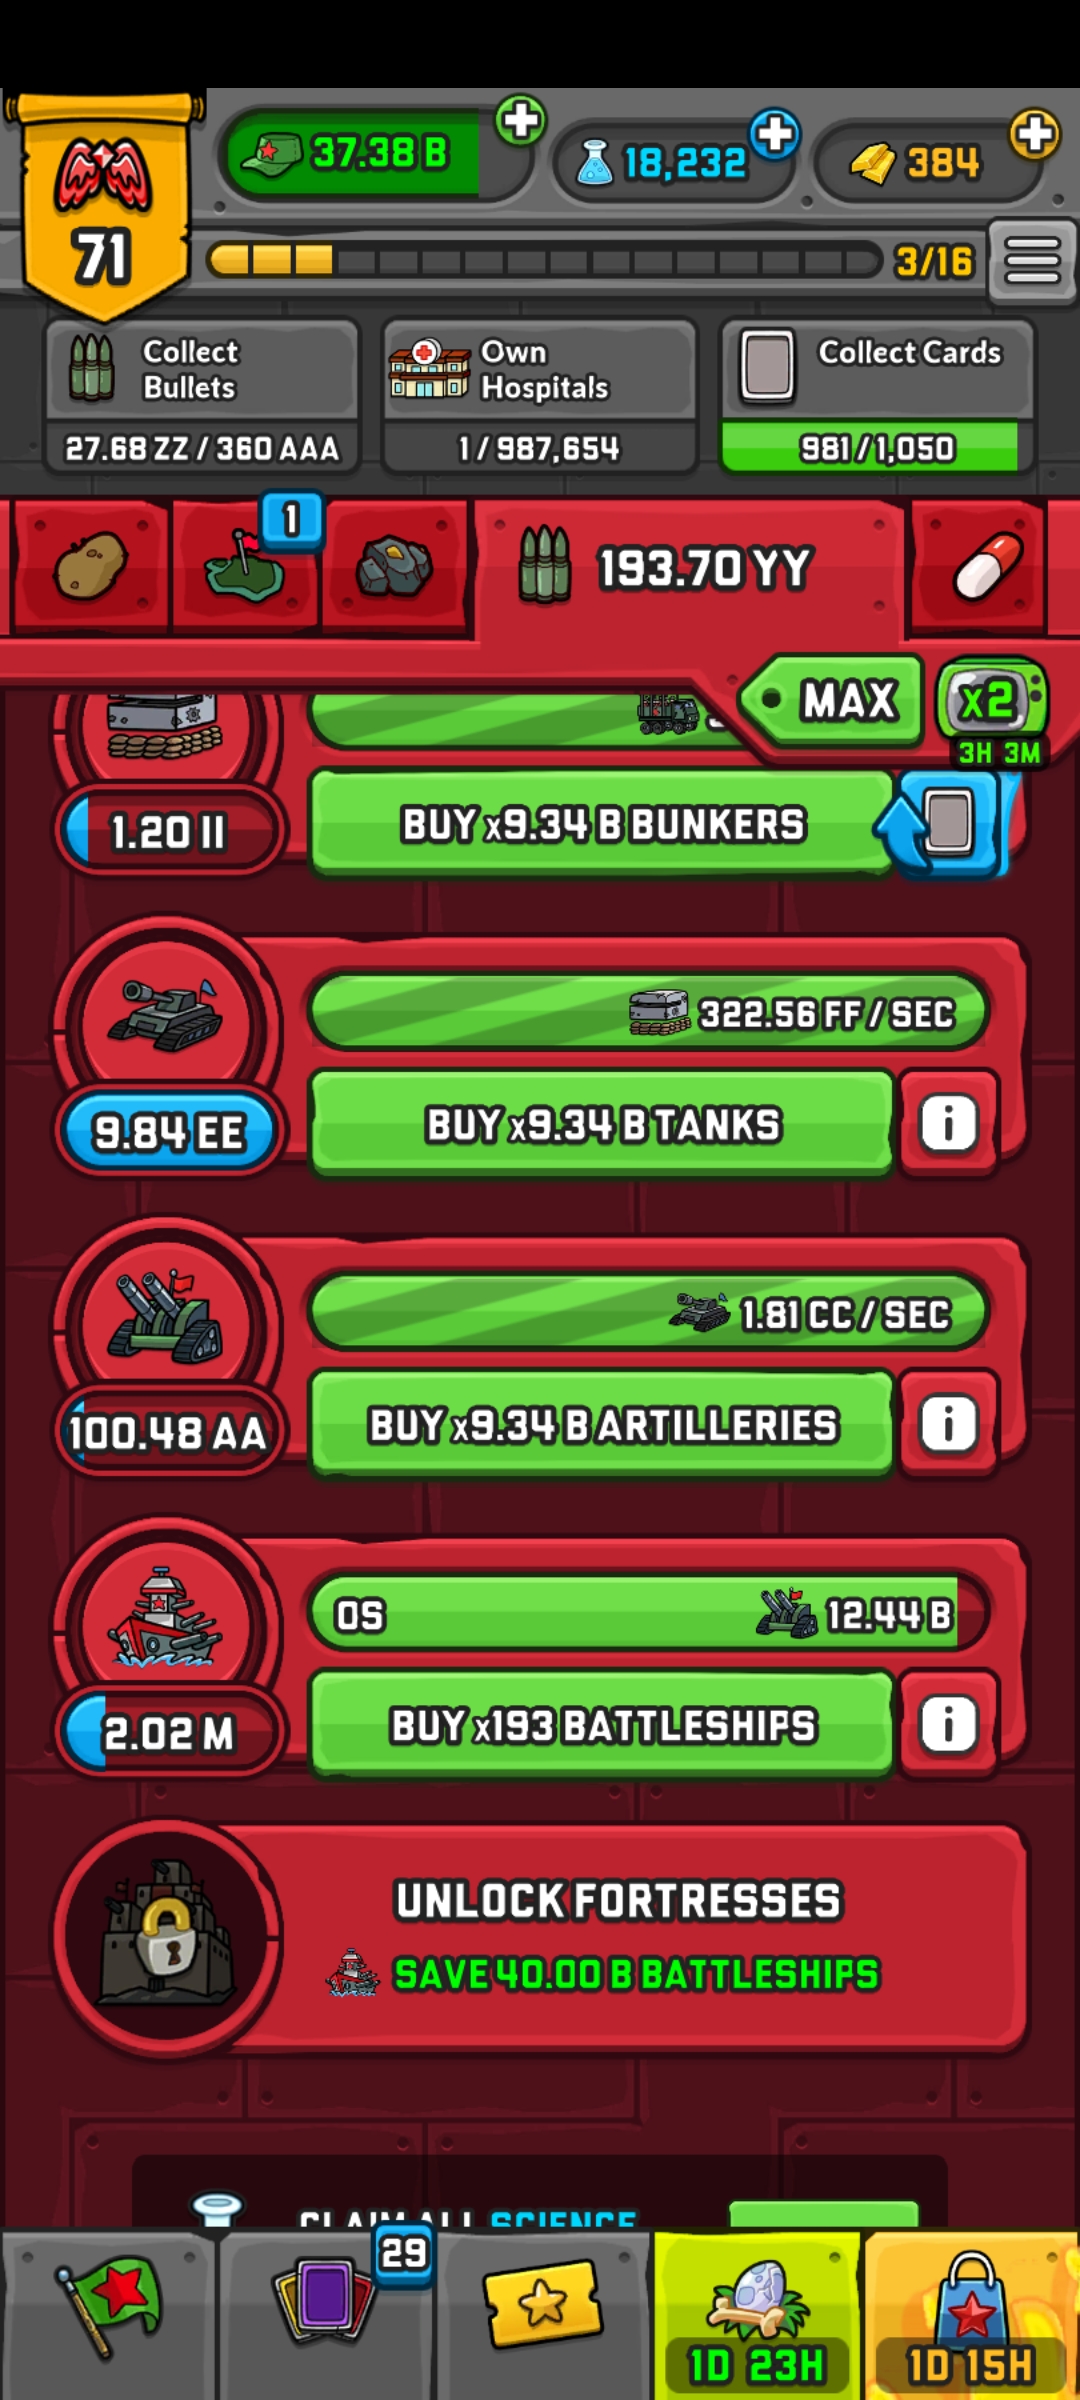 37.38 B
18,232
384
71
3/16
Collect
Bullets
27.68 ZZ / 360 AAA
Own
Hospitals
1 / 987,654
Collect Cards
981 / 1,050
1
193.70 YY
MAX
x2
3H 3M
1.20 II
BUY x9.34 B BUNKERS
322.56 FF / SEC
9.84 EE
BUY x9.34 B TANKS
i
1.81 CC / SEC
100.48 AA
BUY x9.34 B ARTILLERIES
i
0S
12.44 B
2.02 M
BUY x193 BATTLESHIPS
i
UNLOCK FORTRESSES
SAVE 40.00 B BATTLESHIPS
CLAIM ALL SCIENCE
29
1D 23H
1D 15H